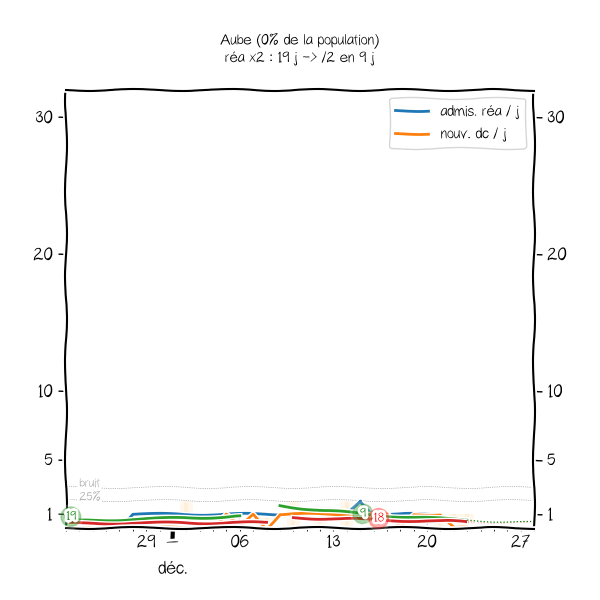 Aube (0% de la population)
réa x2 : 19 j -> /2 en 9 j
admis. réa / j
nouv. dc / j
30 30
20 20
10 10
5 5
bruit
25%
1 19 9 18 1
29 06 13 20 27
déc.